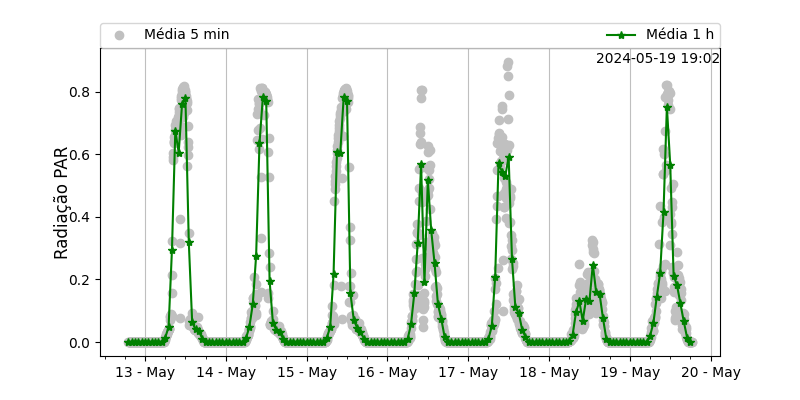 Média 5 min
Média 1 h
2024-05-19 19:02
Radiação PAR
0.8
0.6
0.4
0.2
0.0
13 - May
14 - May
15 - May
16 - May
17 - May
18 - May
19 - May
20 - May